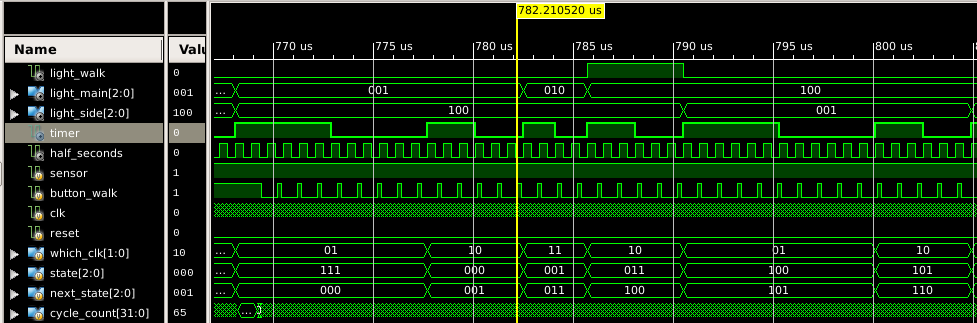 782.210520 us
Name Valu 770 us 775 us 780 us 785 us 790 us 795 us 800 us
light_walk 0
light_main[2:0] 001 ... 001 010 100
light_side[2:0] 100 ... 100 001
timer 0
half_seconds 0
sensor 1
button_walk 1
clk 0
reset 0
which_clk[1:0] 10 ... 01 10 11 10 01 10
state[2:0] 000 ... 111 000 001 011 100 101
next_state[2:0] 001 ... 000 001 011 100 101 110
cycle_count[31:0] 65 ...